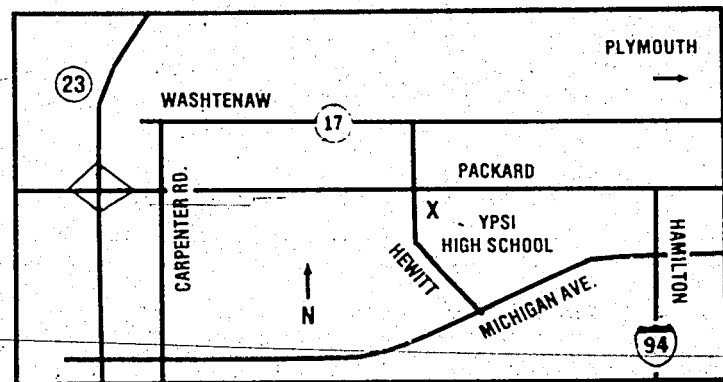 PLYMOUTH
23
WASHTENAW
17
PACKARD
CARPENTER RD.
X
YPSI
HIGH SCHOOL
HEWITT
HAMILTON
N
MICHIGAN AVE.
94